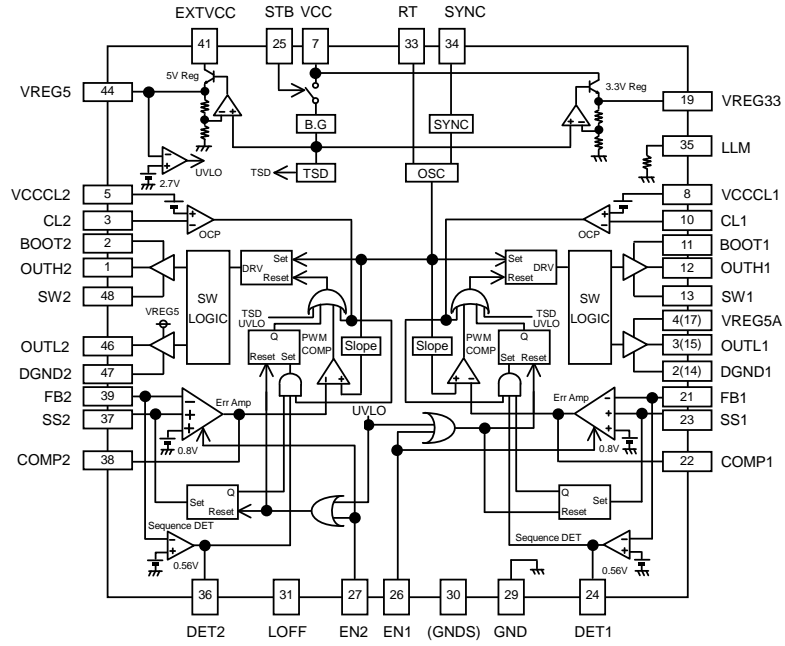 EXTVCC STB VCC RT SYNC
41 25 7 33 34
5V Reg
3.3V Reg
VREG5 44
19 VREG33
B.G
SYNC
35 LLM
UVLO
2.7V
TSD
TSD
OSC
VCCCL2 5
8 VCCCL1
CL2 3
10 CL1
OCP
OCP
BOOT2 2
11 BOOT1
OUTH2 1
12 OUTH1
SW2 48
13 SW1
SW LOGIC
DRV
Set
Reset
Set
Reset
DRV
SW LOGIC
VREG5
4(17) VREG5A
TSD
UVLO
TSD
UVLO
OUTL2 46
3(15) OUTL1
Q
Reset Set
PWM COMP
Slope
Slope
PWM COMP
Q
Set Reset
DGND2 47
2(14) DGND1
FB2 39
21 FB1
Err Amp
Err Amp
SS2 37
23 SS1
UVLO
0.8V
0.8V
COMP2 38
22 COMP1
Q
Set
Reset
Q
Set
Reset
Sequence DET
Sequence DET
0.56V
0.56V
36 31 27 26 30 29 24
DET2 LOFF EN2 EN1 (GNDS) GND DET1